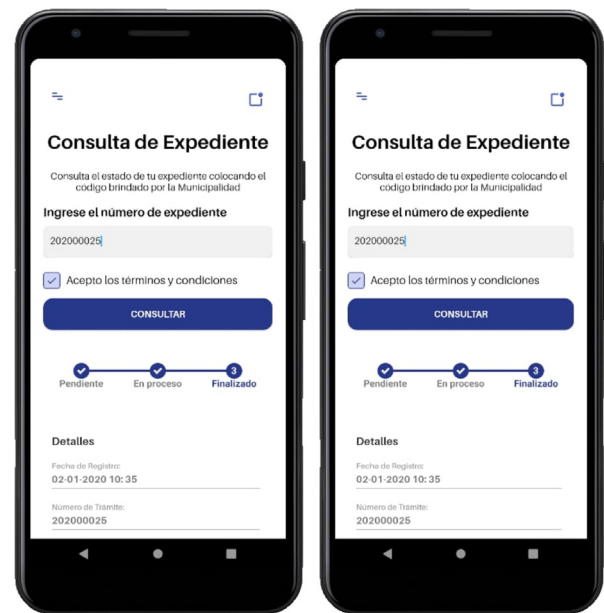 Consulta de Expediente
Consulta el estado de tu expediente colocando el
código brindado por la Municipalidad
Ingrese el número de expediente
202000025
Acepto los términos y condiciones
CONSULTAR
3
Pendiente En proceso Finalizado
Detalles
Fecha de Registro:
02-01-2020 10:35
Número de Trámite:
202000025
Consulta de Expediente
Consulta el estado de tu expediente colocando el
código brindado por la Municipalidad
Ingrese el número de expediente
202000025
Acepto los términos y condiciones
CONSULTAR
3
Pendiente En proceso Finalizado
Detalles
Fecha de Registro:
02-01-2020 10:35
Número de Trámite:
202000025